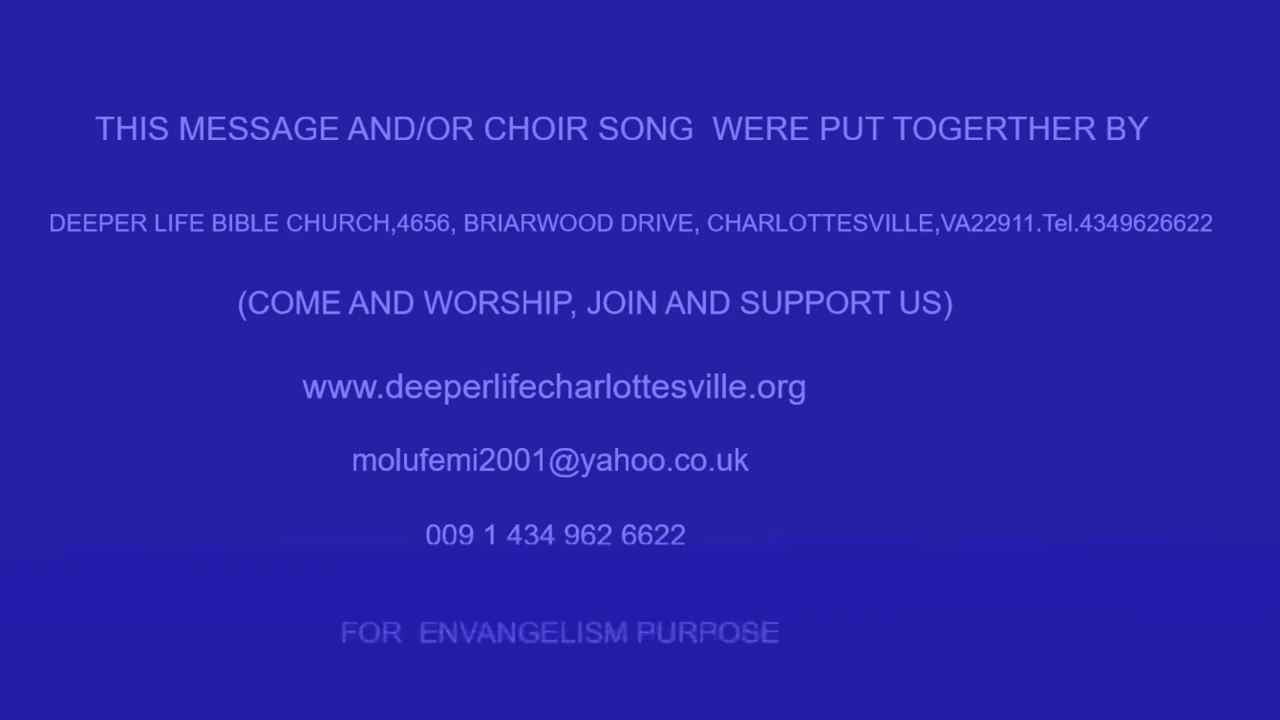 THIS MESSAGE AND/OR CHOIR SONG  WERE PUT TOGERTHER BY
DEEPER LIFE BIBLE CHURCH,4656, BRIARWOOD DRIVE, CHARLOTTESVILLE,VA22911.Tel.4349626622
(COME AND WORSHIP, JOIN AND SUPPORT US)
www.deeperlifecharlottesville.org
molufemi2001@yahoo.co.uk
009 1 434 962 6622
FOR  ENVANGELISM PURPOSE